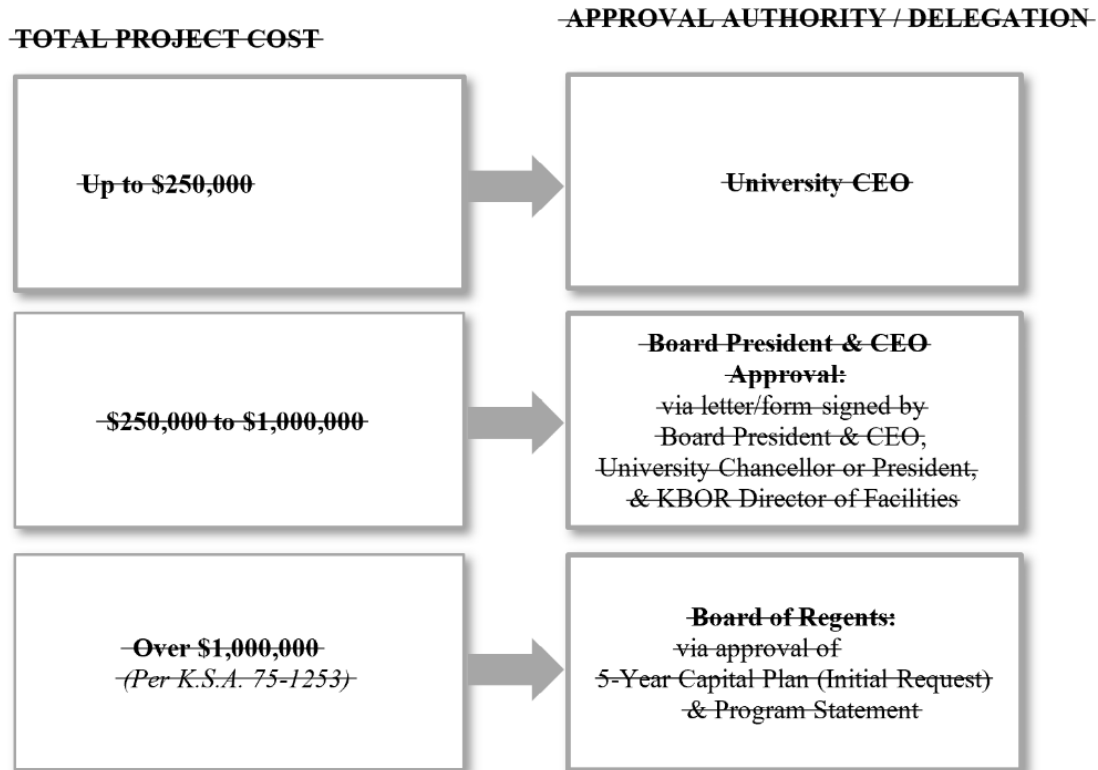 TOTAL PROJECT COST
APPROVAL AUTHORITY / DELEGATION
Up to $250,000
University CEO
$250,000 to $1,000,000
Board President & CEO
Approval:
via letter/form signed by
Board President & CEO,
University Chancellor or President,
& KBOR Director of Facilities
Over $1,000,000
(Per K.S.A. 75-1253)
Board of Regents:
via approval of
5-Year Capital Plan (Initial Request)
& Program Statement